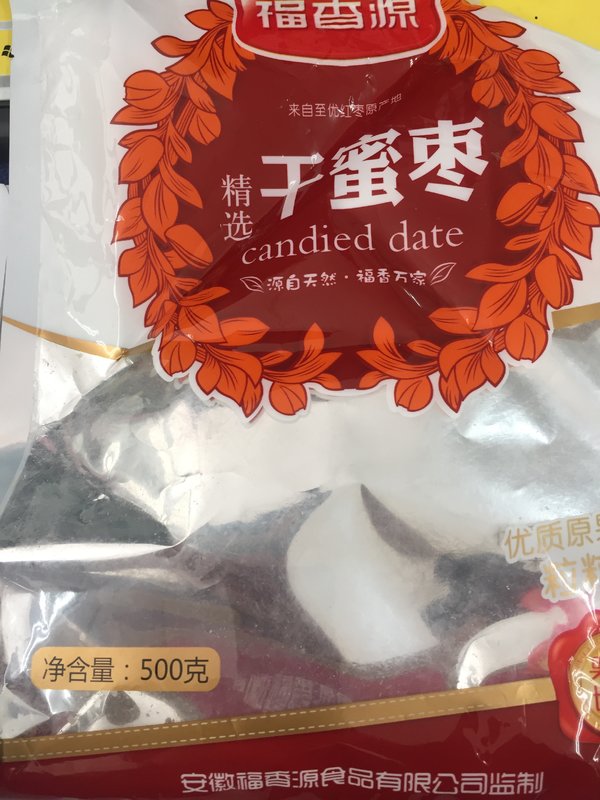 福香源
来自至优红枣原产地
精选
干蜜枣
candied date
源自天然·福香万家
优质原
粒
净含量：500克
安徽福香源食品有限公司监制